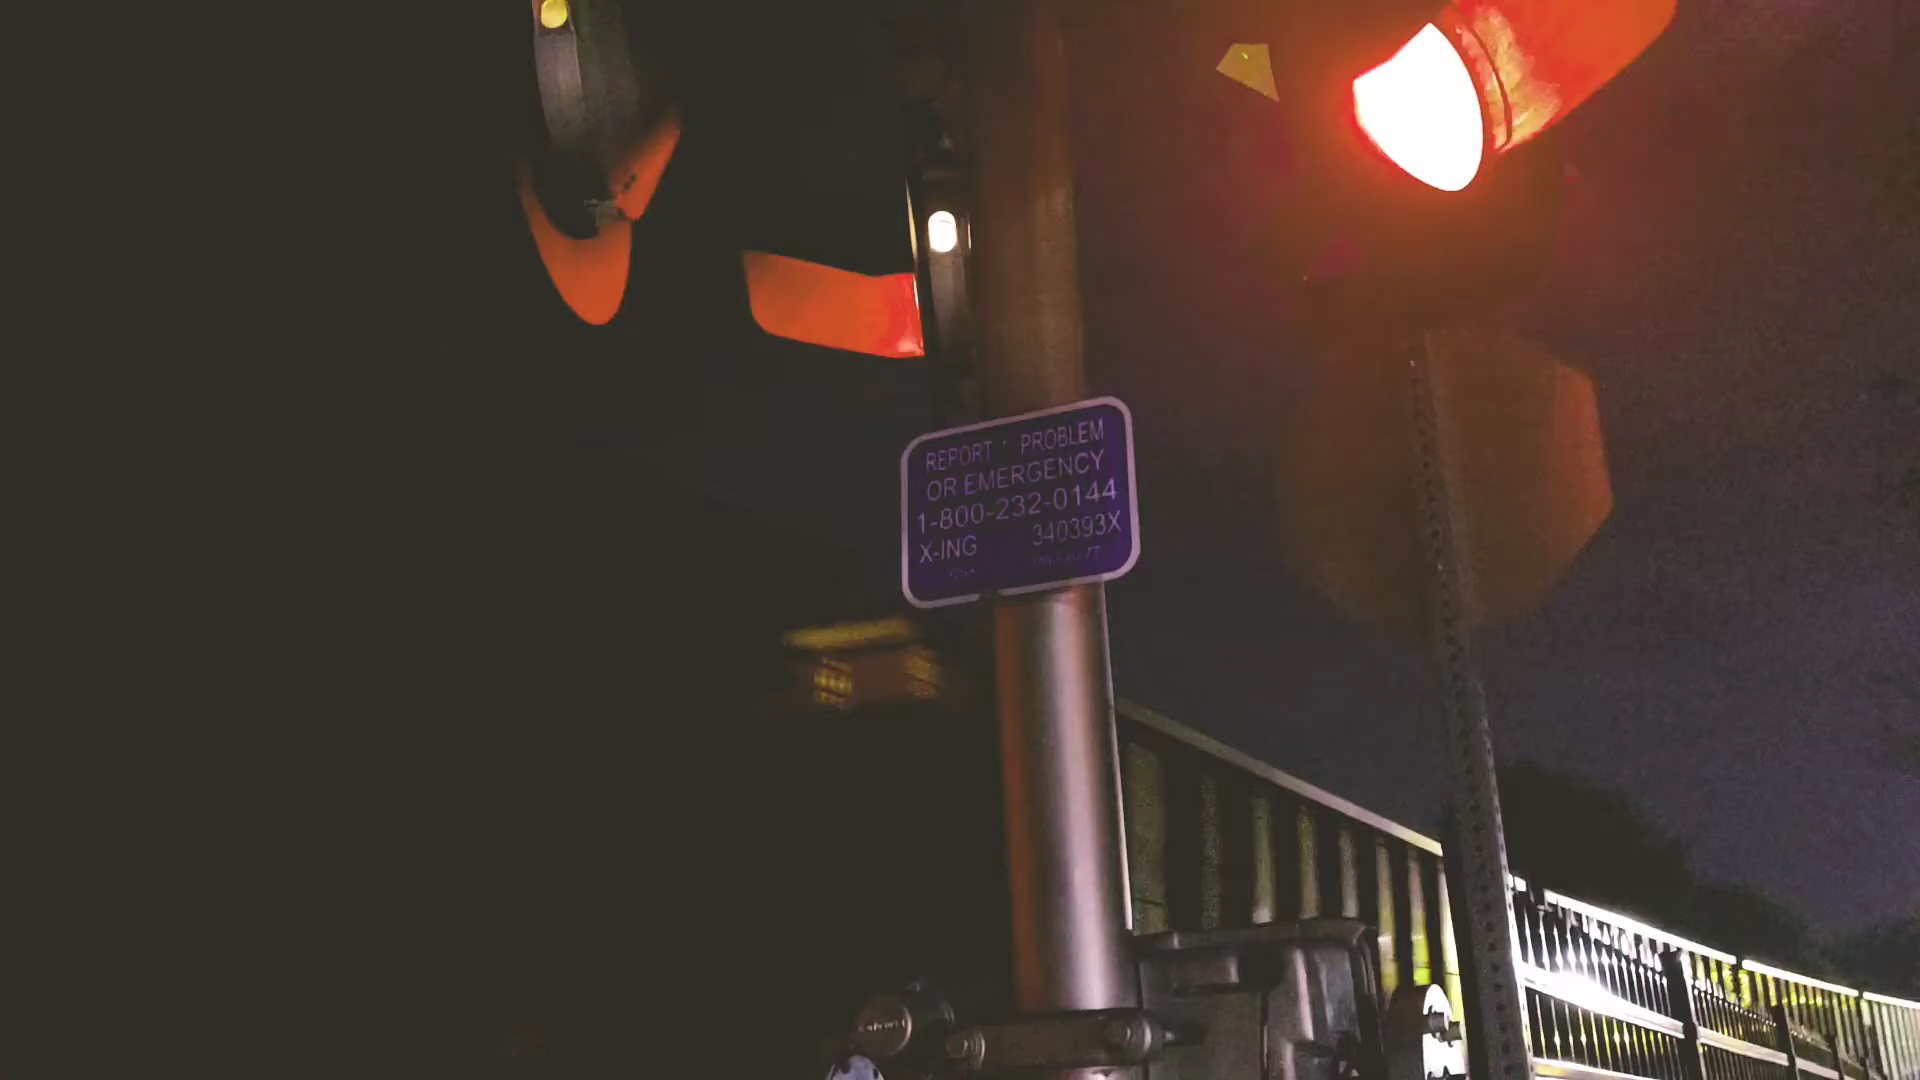 REPORT PROBLEM
OR EMERGENCY
1-800-232-0144
X-ING 340393X